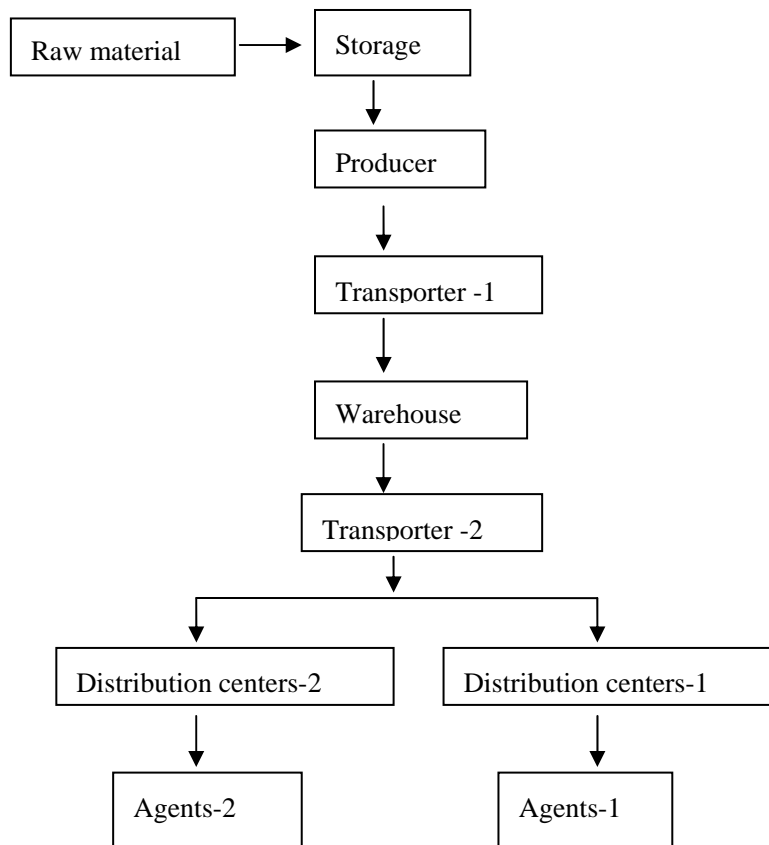 Raw material
Storage
Producer
Transporter -1
Warehouse
Transporter -2
Distribution centers-2
Distribution centers-1
Agents-2
Agents-1